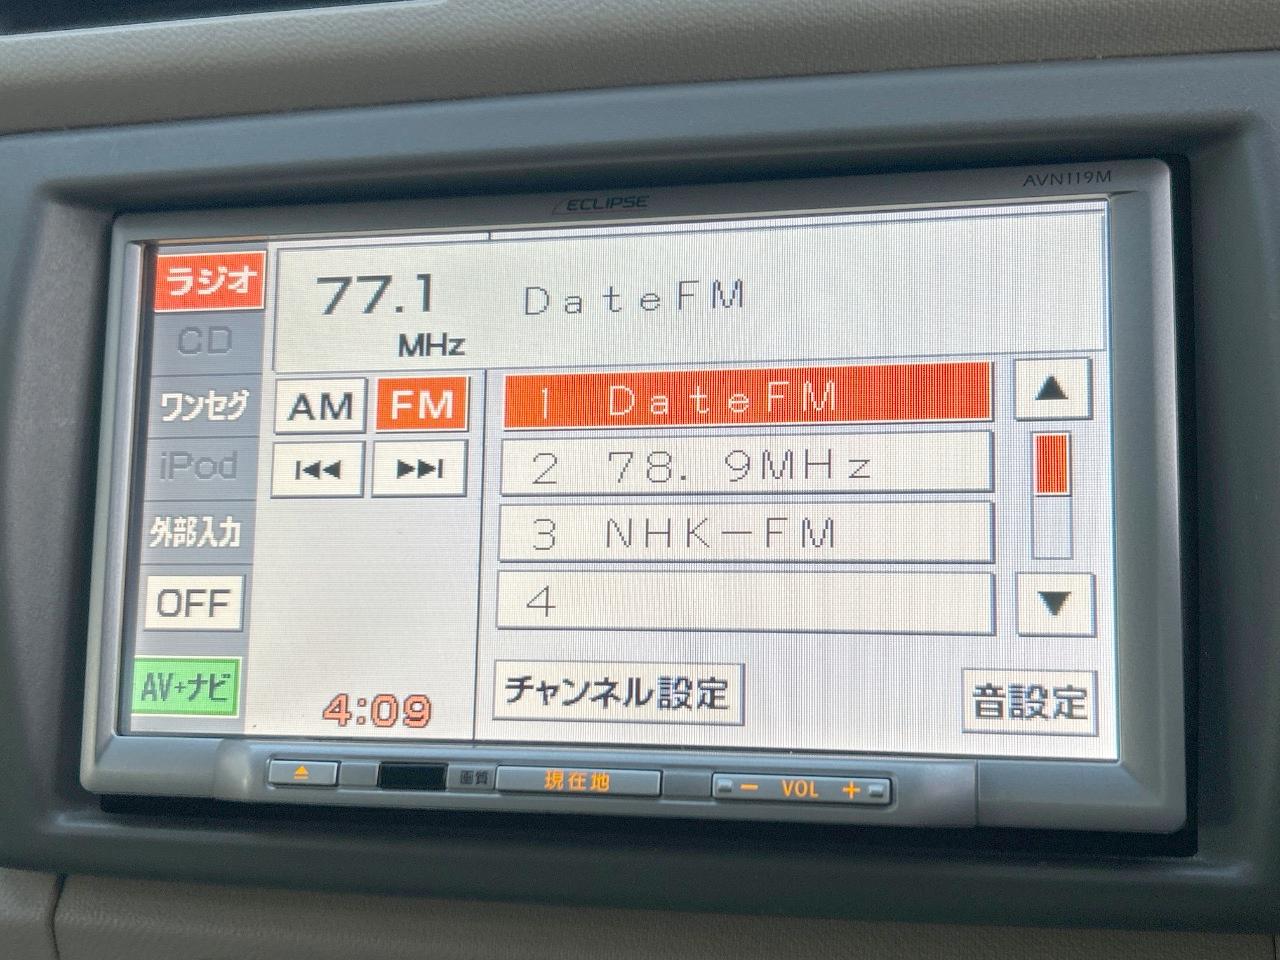 AVN119M
ECLIPSE
ラジオ
CD
ワンセグ
iPod
外部入力
OFF
AV+ナビ
77.1
MHz
DateFM
AM
FM
1 DateFM
2 78.9MHz
3 NHK-FM
4
4:09
チャンネル設定
音設定
画質
現在地
− VOL +